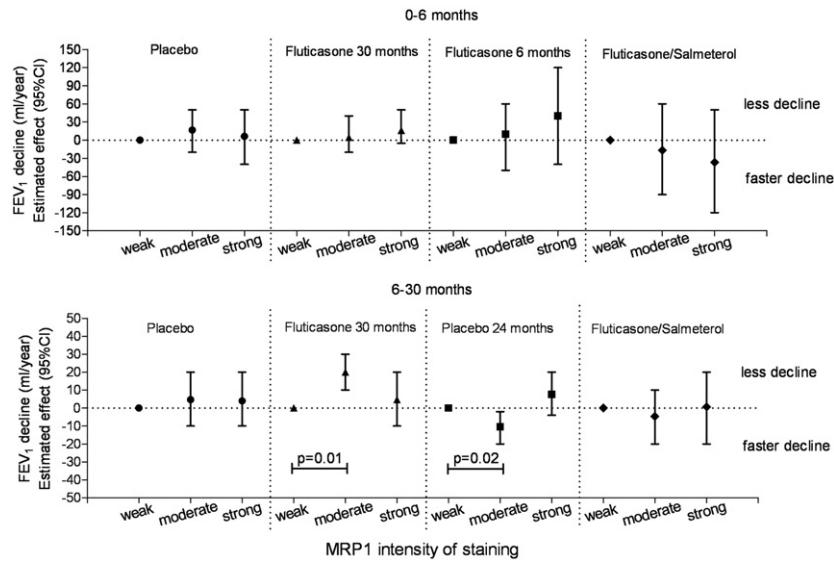 0-6 months
Placebo
Fluticasone 30 months
Fluticasone 6 months
Fluticasone/Salmeterol
FEV1 decline (ml/year)
Estimated effect (95%CI)
150
120
90
60
30
0
-30
-60
-90
-120
-150
less decline
faster decline
weak moderate strong
weak moderate strong
weak moderate strong
weak moderate strong
6-30 months
Placebo
Fluticasone 30 months
Placebo 24 months
Fluticasone/Salmeterol
FEV1 decline (ml/year)
Estimated effect (95%CI)
50
40
30
20
10
0
-10
-20
-30
-40
-50
less decline
faster decline
p=0.01
p=0.02
weak moderate strong
weak moderate strong
weak moderate strong
weak moderate strong
MRP1 intensity of staining